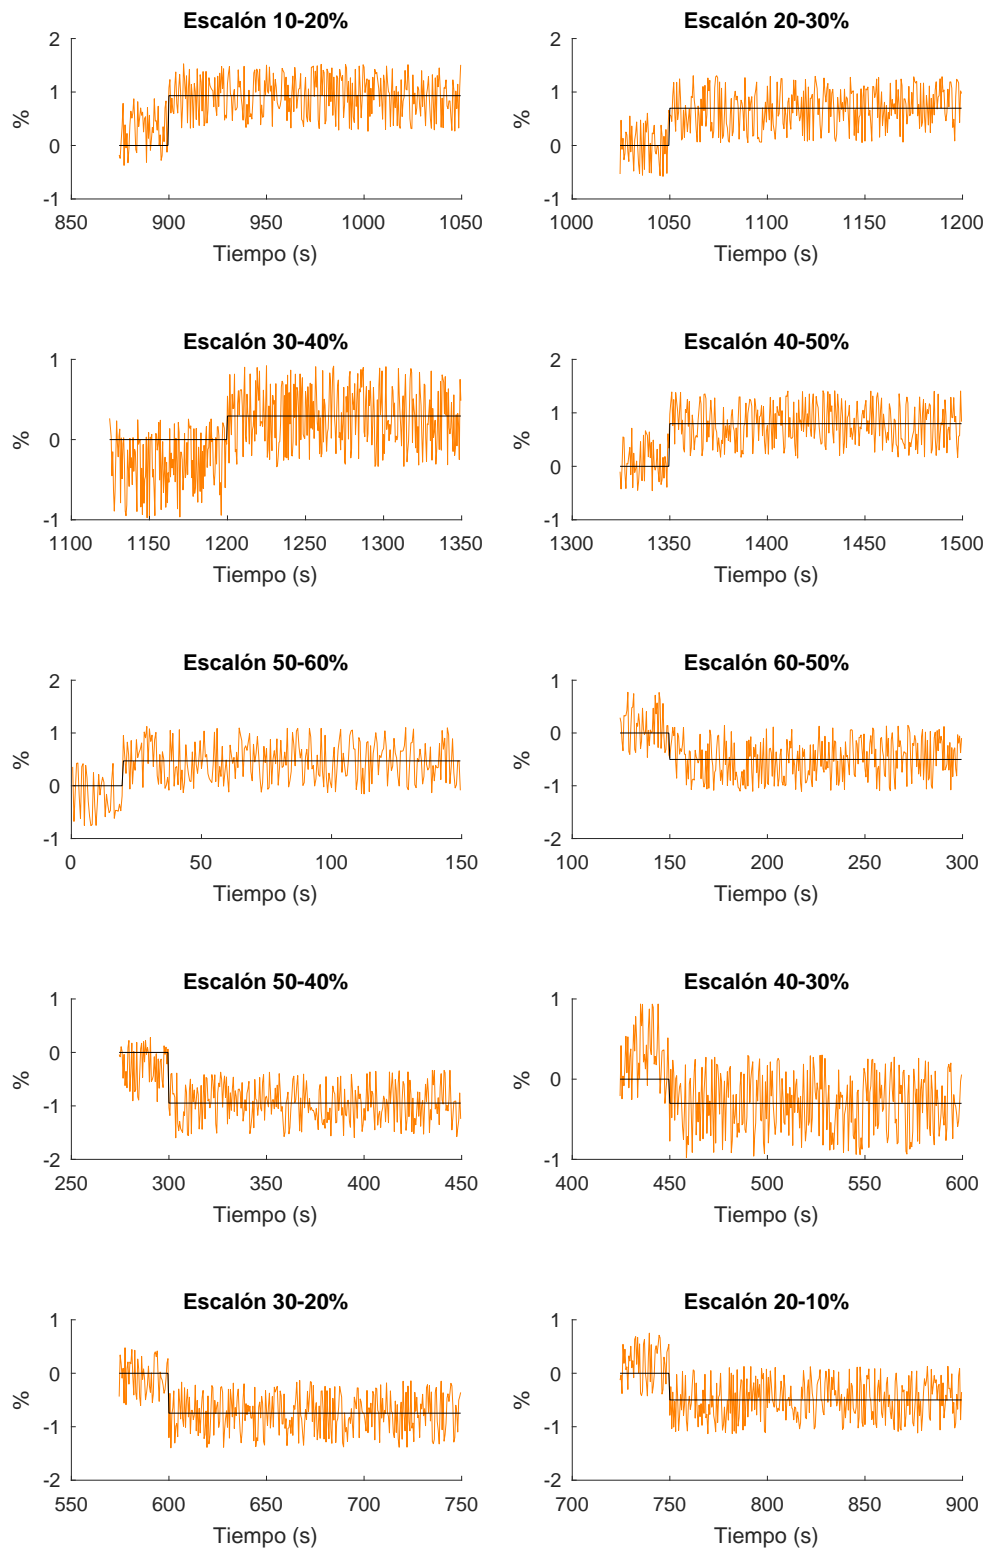 Escalón 10-20%
2
1
0
-1
%
850 900 950 1000 1050
Tiempo (s)
Escalón 20-30%
2
1
0
-1
%
1000 1050 1100 1150 1200
Tiempo (s)
Escalón 30-40%
1
0
-1
%
1100 1150 1200 1250 1300 1350
Tiempo (s)
Escalón 40-50%
2
1
0
-1
%
1300 1350 1400 1450 1500
Tiempo (s)
Escalón 50-60%
2
1
0
-1
%
0 50 100 150
Tiempo (s)
Escalón 60-50%
1
0
-1
-2
%
100 150 200 250 300
Tiempo (s)
Escalón 50-40%
1
0
-1
-2
%
250 300 350 400 450
Tiempo (s)
Escalón 40-30%
1
0
-1
%
400 450 500 550 600
Tiempo (s)
Escalón 30-20%
1
0
-1
-2
%
550 600 650 700 750
Tiempo (s)
Escalón 20-10%
1
0
-1
-2
%
700 750 800 850 900
Tiempo (s)